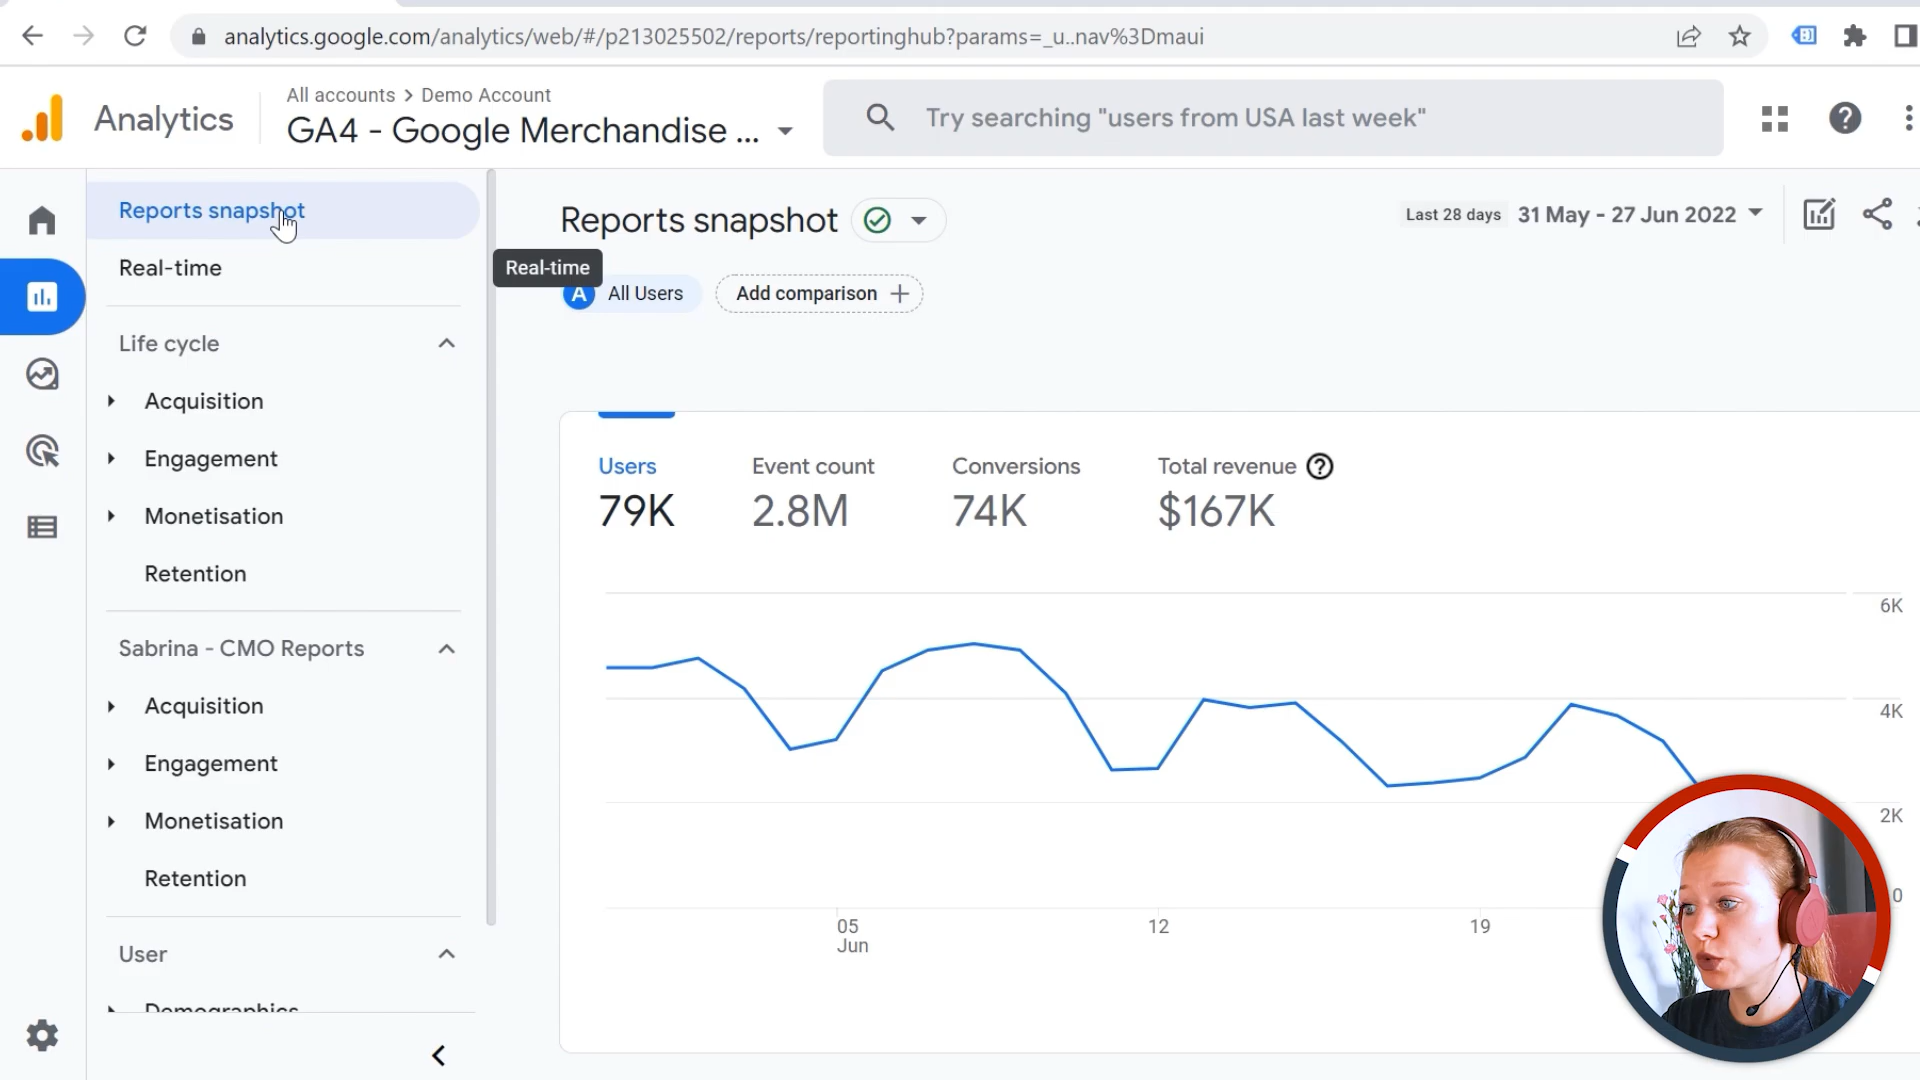 analytics.google.com/analytics/web/#/p213025502/reports/reportinghub?params=_u..nav%3Dmaui
Analytics
All accounts > Demo Account
GA4 - Google Merchandise ...
Try searching "users from USA last week"
Reports snapshot
Real-time
Life cycle
Acquisition
Engagement
Monetisation
Retention
Sabrina - CMO Reports
Acquisition
Engagement
Monetisation
Retention
User
Demographics
Reports snapshot
Last 28 days 31 May - 27 Jun 2022
Real-time
A All Users
Add comparison +
Users
79K
Event count
2.8M
Conversions
74K
Total revenue
$167K
6K
4K
2K
0
05
Jun
12
19